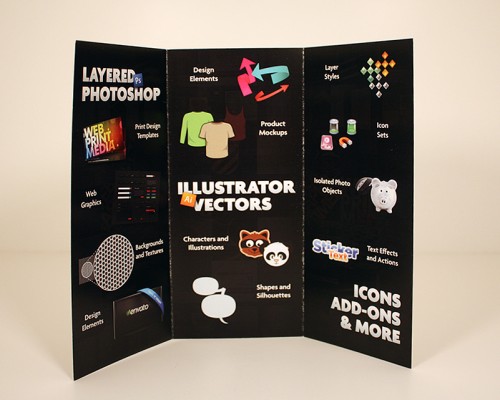 LAYERED
PHOTOSHOP
Ps
Print Design
Templates
WEB
PRINT
MEDIA
Web
Graphics
Backgrounds
and Textures
Design
Elements
envato
Design
Elements
Product
Mockups
ILLUSTRATOR
Ai
VECTORS
Characters and
Illustrations
Shapes and
Silhouettes
Layer
Styles
Icon
Sets
Isolated Photo
Objects
Sticker
Text
Text Effects
and Actions
ICONS
ADD-ONS
& MORE